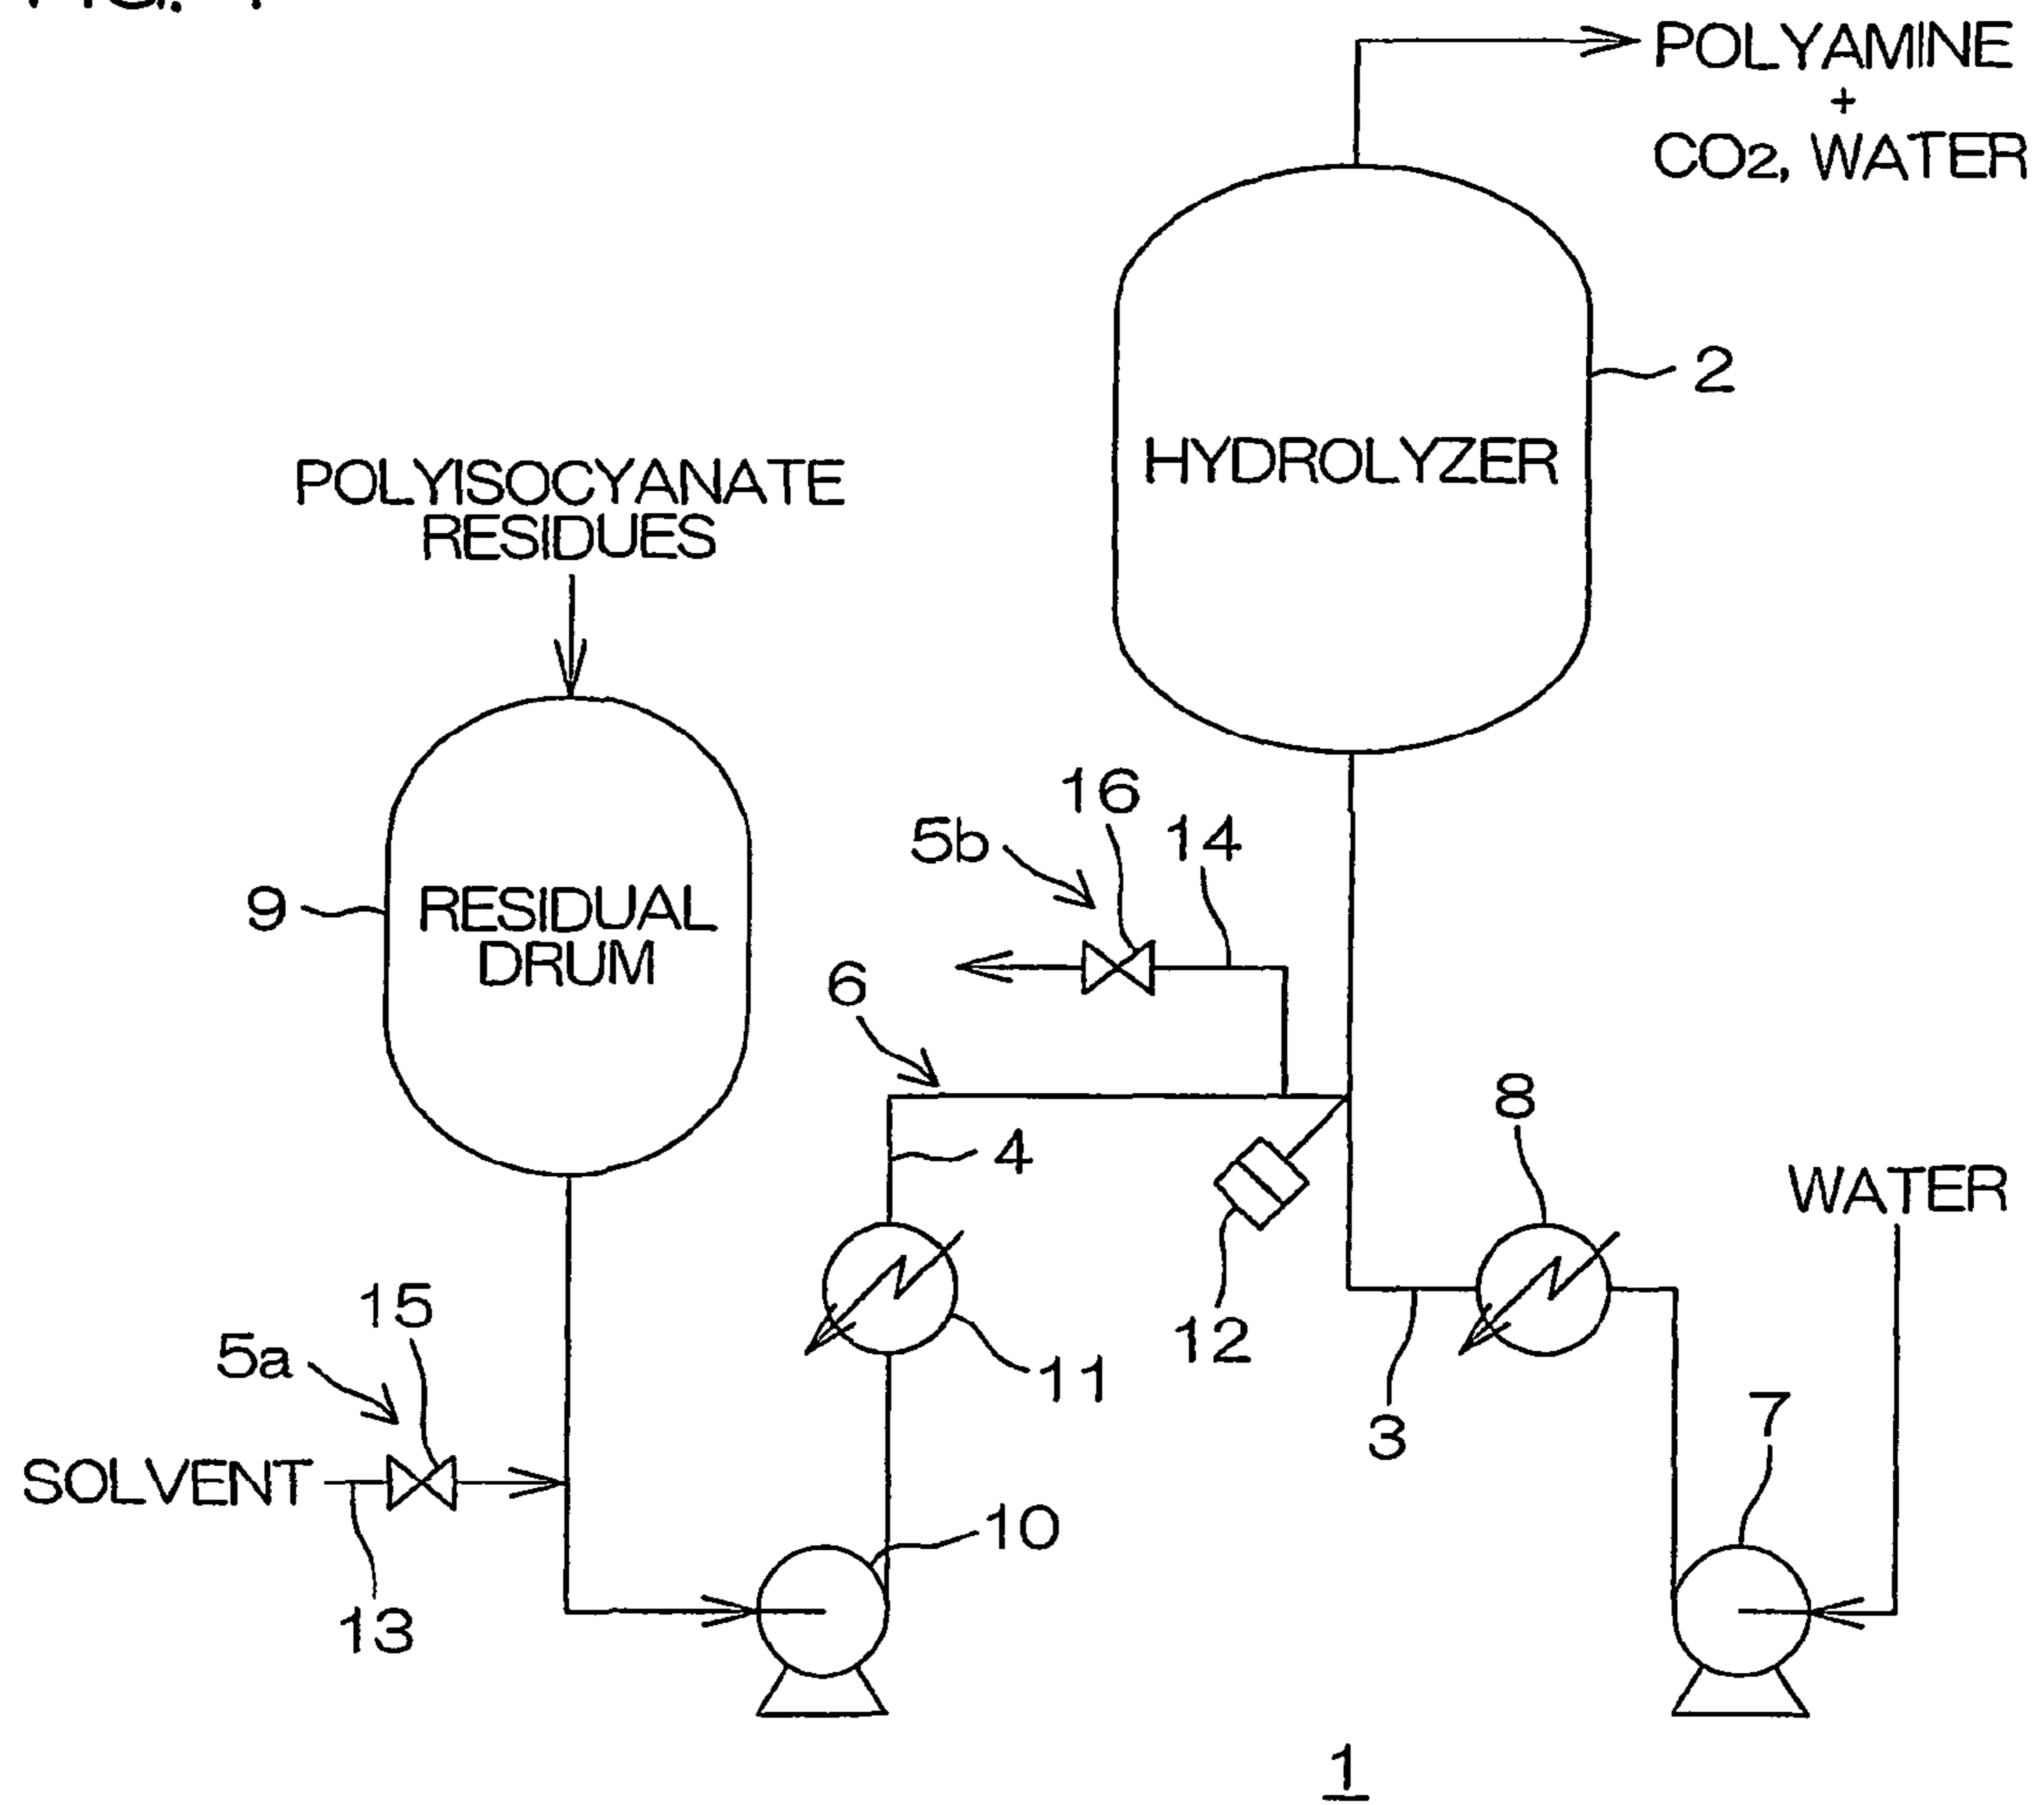 POLYAMINE
+
CO2, WATER
2
HYDROLYZER
POLYISOCYANATE
RESIDUES
16
5b
14
9
RESIDUAL
DRUM
6
8
4
WATER
15
12
5a
11
3
7
SOLVENT
10
13
1